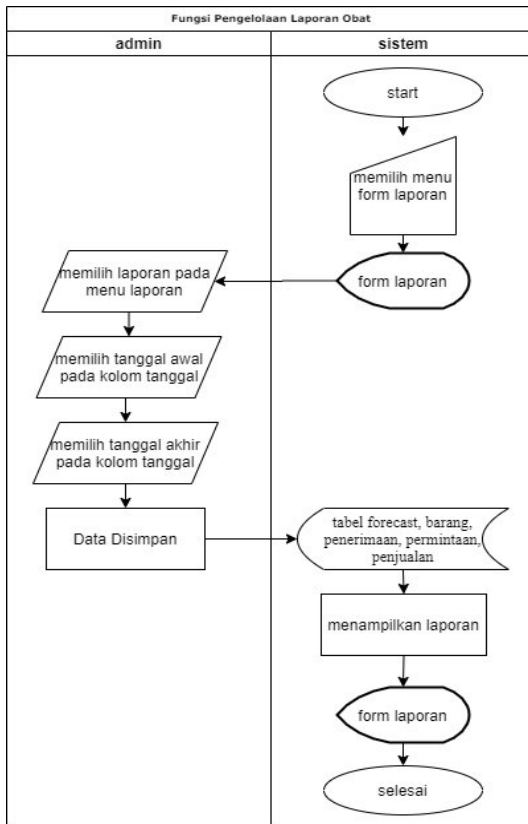 Fungsi Pengelolaan Laporan Obat
admin
sistem
start
memilih menu
form laporan
form laporan
memilih laporan pada
menu laporan
memilih tanggal awal
pada kolom tanggal
memilih tanggal akhir
pada kolom tanggal
Data Disimpan
tabel forecast, barang,
penerimaan, permintaan,
penjualan
menampilkan laporan
form laporan
selesai